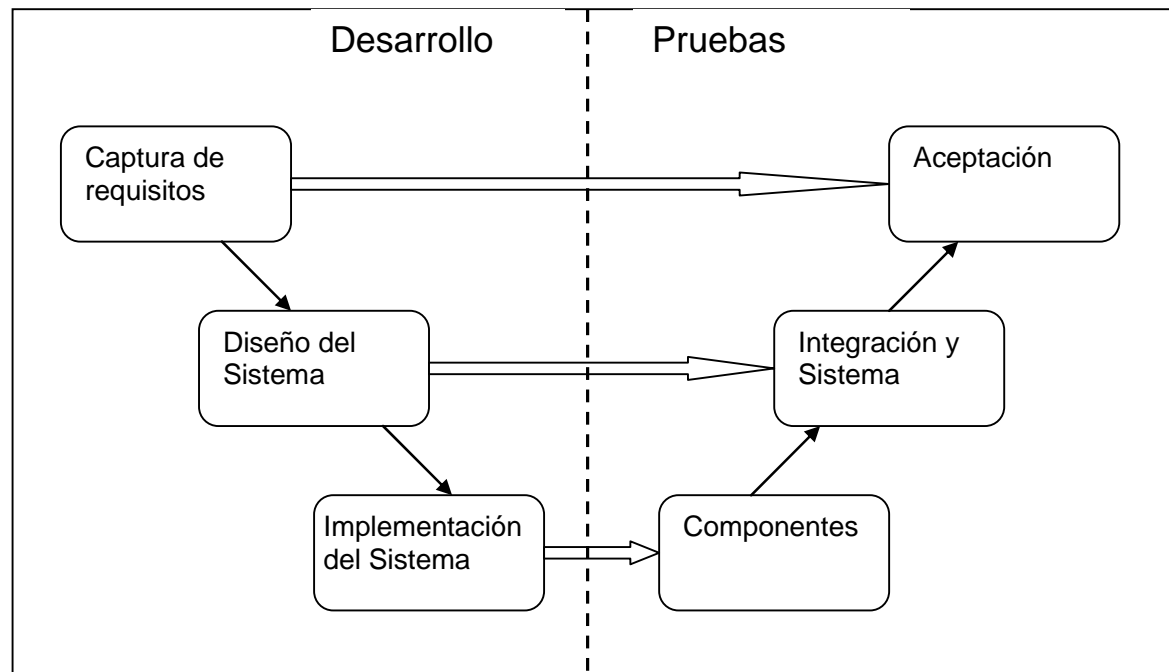 Desarrollo
Pruebas
Captura de
requisitos
Aceptación
Diseño del
Sistema
Integración y
Sistema
Implementación
del Sistema
Componentes